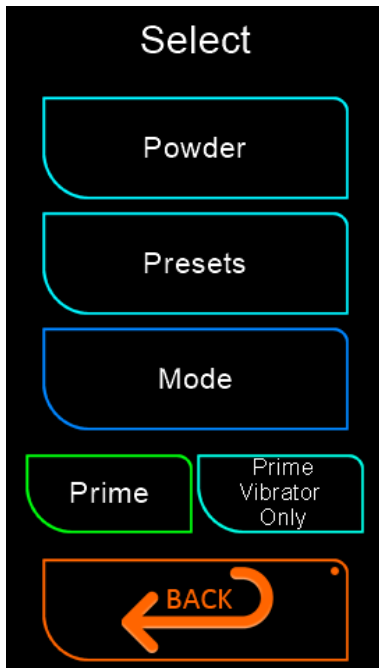 Select
Powder
Presets
Mode
Prime
Prime
Vibrator
Only
BACK